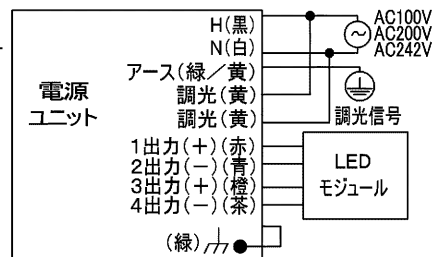 H(黒)
N(白)
アース(緑／黄)
調光(黄)
調光(黄)
1出力(＋)(赤)
2出力(－)(青)
3出力(＋)(橙)
4出力(－)(茶)
(緑)
電源
ユニット
AC100V
AC200V
AC242V
調光信号
LED
モジュール